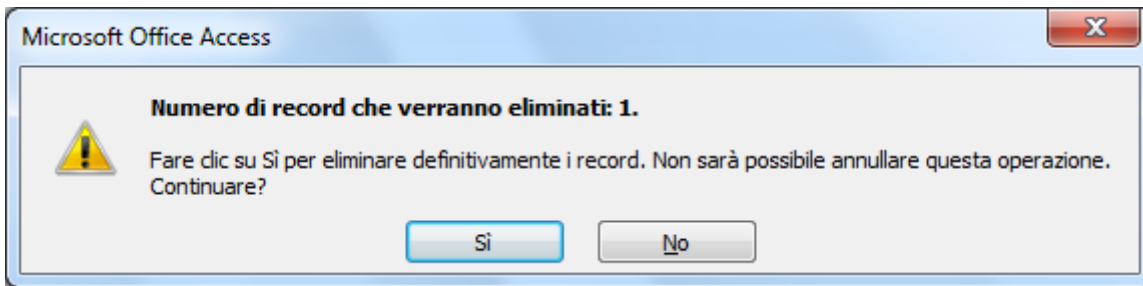 Microsoft Office Access
Numero di record che verranno eliminati: 1.
Fare clic su Sì per eliminare definitivamente i record. Non sarà possibile annullare questa operazione.
Continuare?
Sì
No